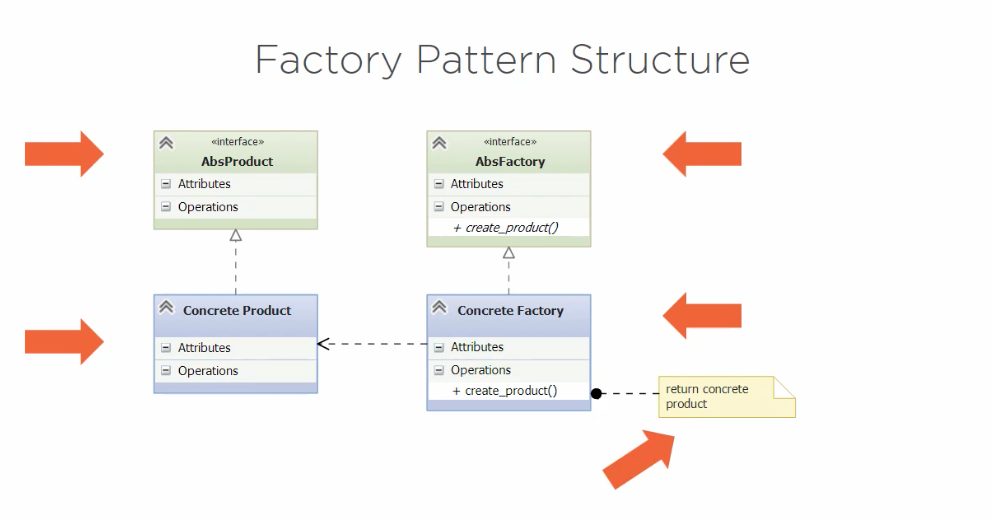 Factory Pattern Structure
«interface»
AbsProduct
Attributes
Operations
«interface»
AbsFactory
Attributes
Operations
+ create_product()
Concrete Product
Attributes
Operations
Concrete Factory
Attributes
Operations
+ create_product()
return concrete
product